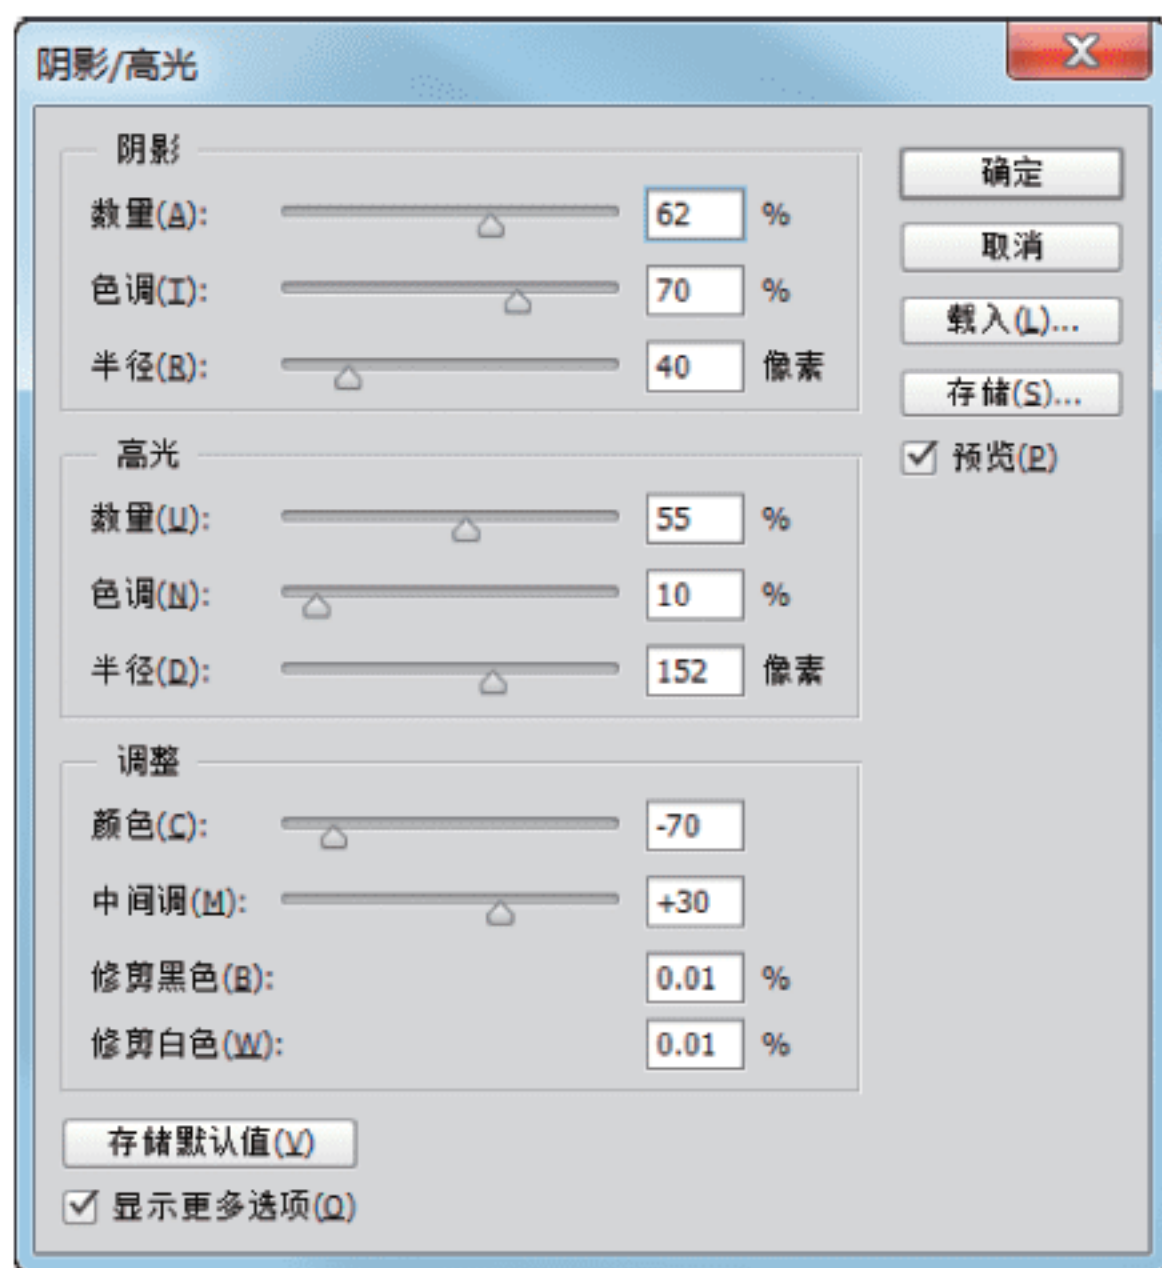 阴影/高光
阴影
数量(A): 62 %
色调(T): 70 %
半径(R): 40 像素
高光
数量(U): 55 %
色调(N): 10 %
半径(D): 152 像素
调整
颜色(C): -70
中间调(M): +30
修剪黑色(B): 0.01 %
修剪白色(W): 0.01 %
存储默认值(V)
显示更多选项(O)
确定
取消
载入(L)...
存储(S)...
预览(P)